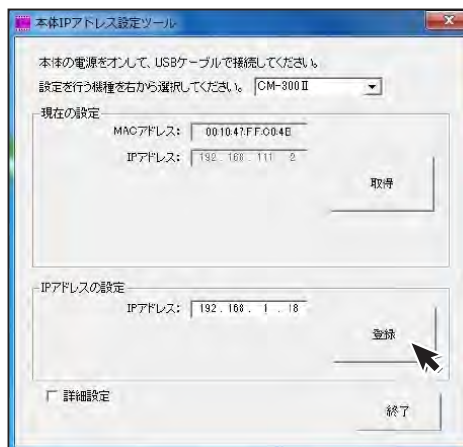 本体IPアドレス設定ツール
本体の電源をオンして、USBケーブルで接続してください。
設定を行う機種を右から選択してください。 CM-300Ⅱ
現在の設定
MACアドレス： 00:10:47:FF:C0:4B
IPアドレス： 192 . 168 . 111 . 2
取得
IPアドレスの設定
IPアドレス： 192 . 168 . 1 . 18
登録
詳細設定
終了